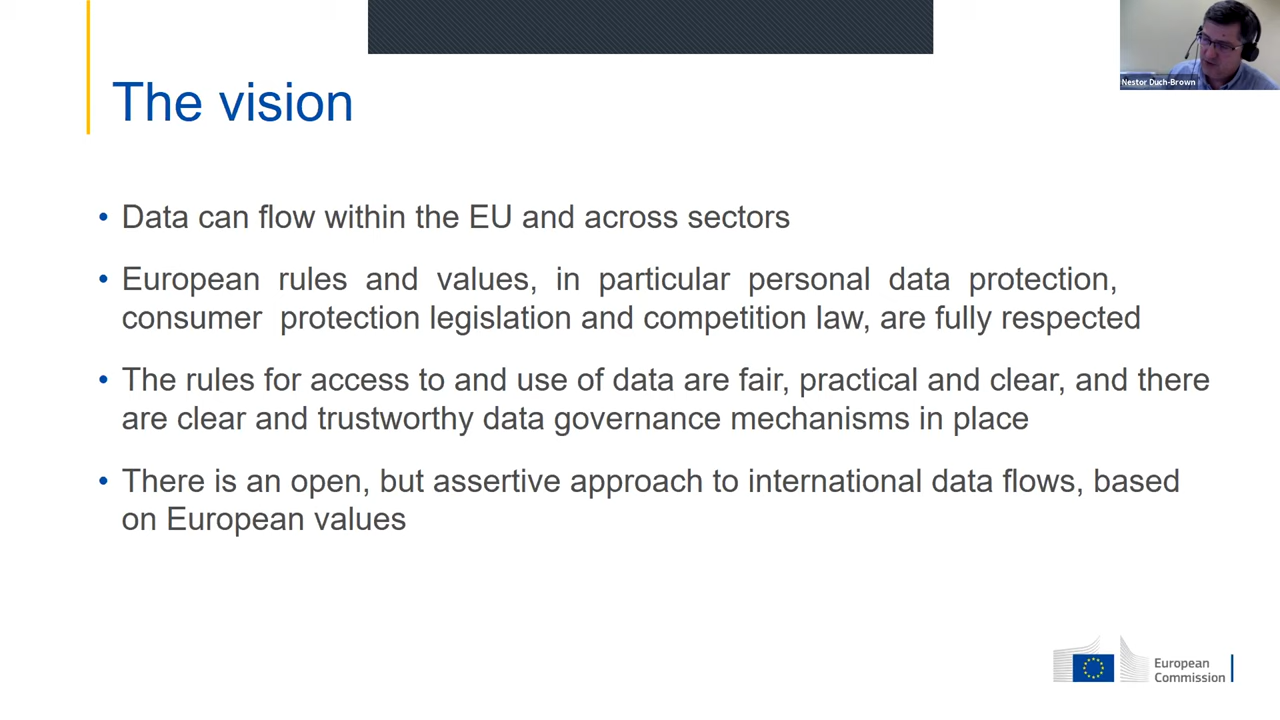 Nestor Duch-Brown
The vision
• Data can flow within the EU and across sectors
• European rules and values, in particular personal data protection,
consumer protection legislation and competition law, are fully respected
• The rules for access to and use of data are fair, practical and clear, and there
are clear and trustworthy data governance mechanisms in place
• There is an open, but assertive approach to international data flows, based
on European values
European
Commission